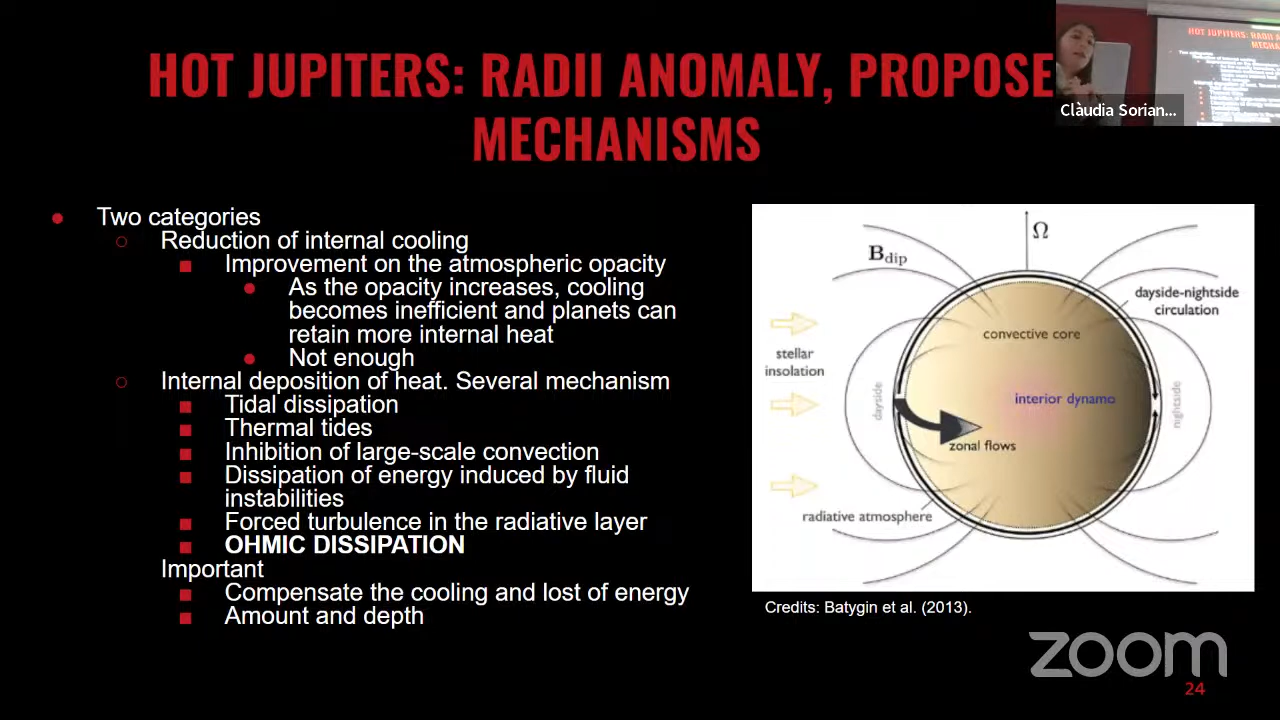 HOT JUPITERS: RADII ANOMALY, PROPOSE
MECHANISMS
Clàudia Sorian...
HOT JUPITERS: RADII
Two categories
Reduction of internal cooling
Improvement on the atmospheric opacity
As the opacity increases, cooling
becomes inefficient and planets can
retain more internal heat
Not enough
Internal deposition of heat. Several mechanism
Tidal dissipation
Thermal tides
Inhibition of large-scale convection
Dissipation of energy induced by fluid
instabilities
Forced turbulence in the radiative layer
OHMIC DISSIPATION
Important
Compensate the cooling and lost of energy
Amount and depth
Ω
Bdip
dayside-nightside
circulation
convective core
stellar
insolation
dayside
interior dynamo
nightside
zonal flows
radiative atmosphere
Credits: Batygin et al. (2013).
zoom
24